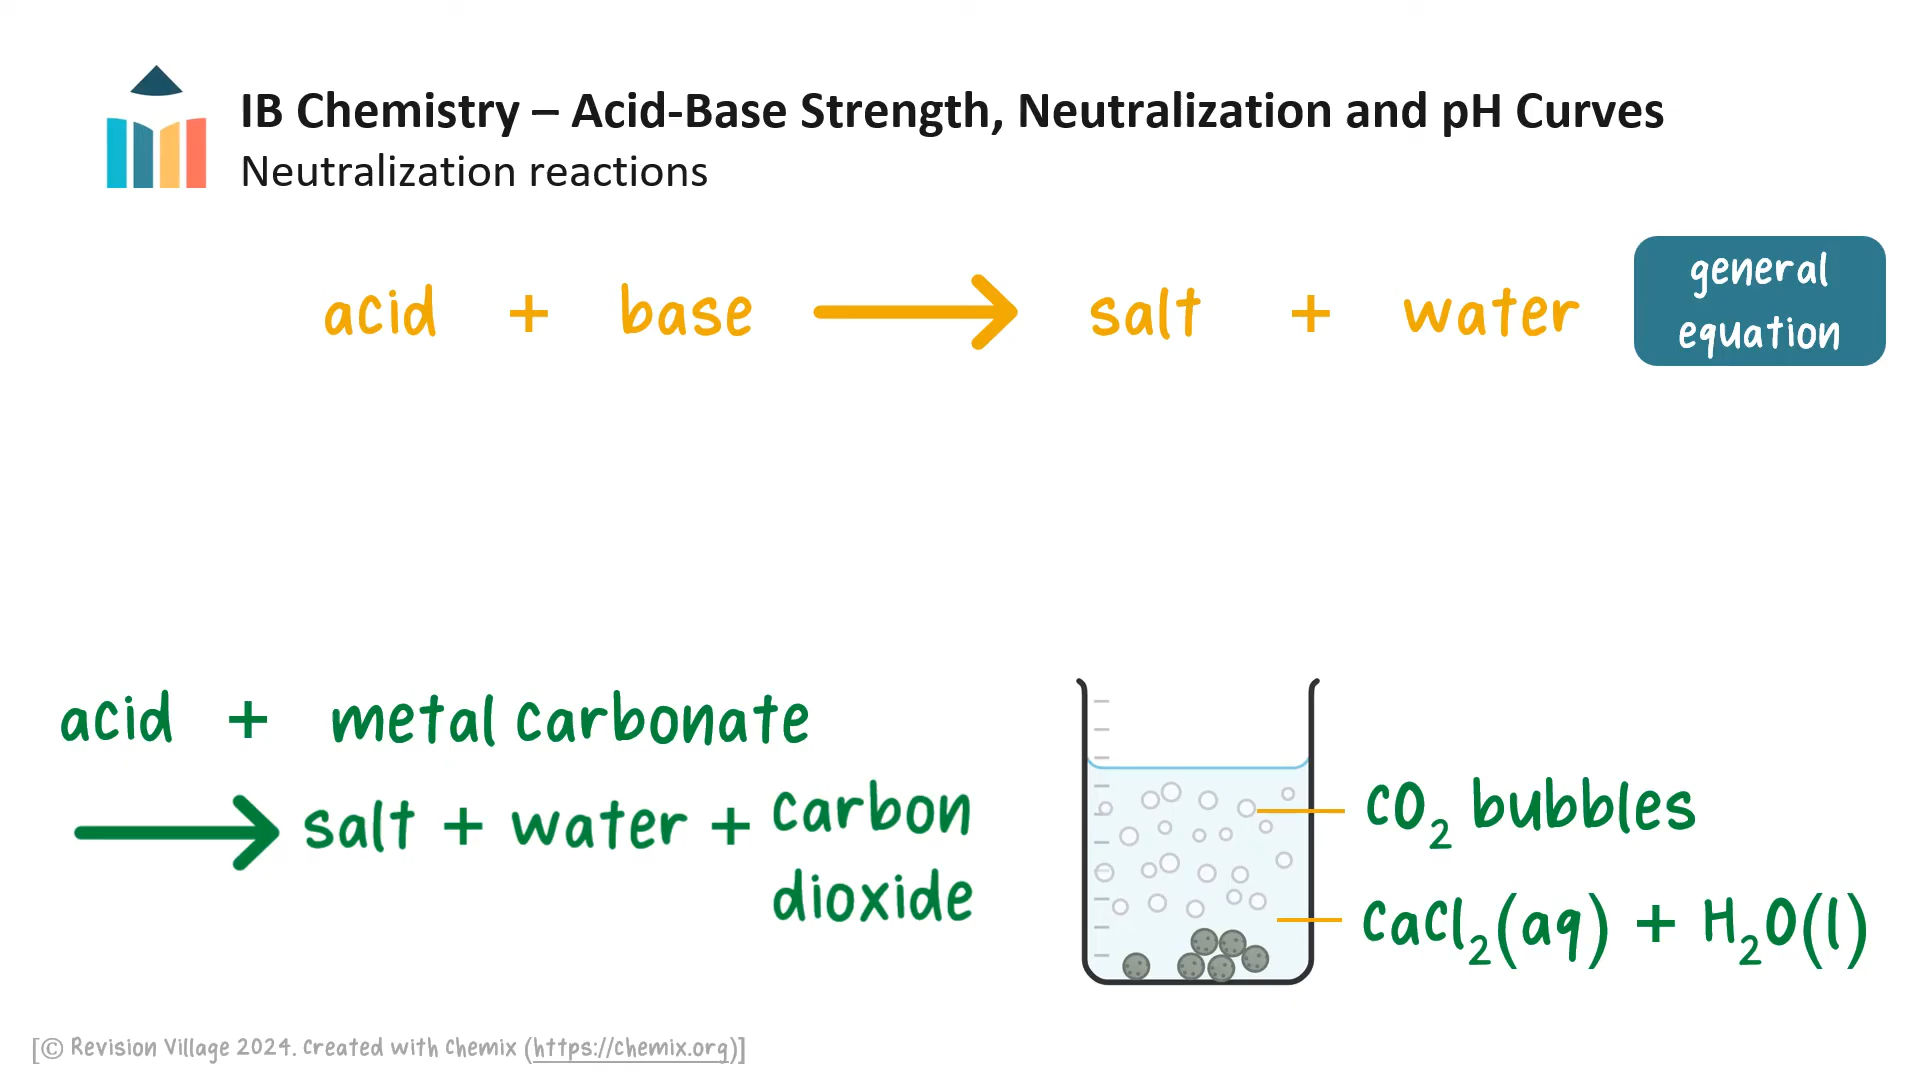 IB Chemistry – Acid-Base Strength, Neutralization and pH Curves
Neutralization reactions
acid + base ⟶ salt + water
general
equation
acid + metal carbonate
⟶ salt + water + carbon
dioxide
CO₂ bubbles
CaCl₂(aq) + H₂O(l)
[© Revision Village 2024. Created with Chemix (https://chemix.org)]